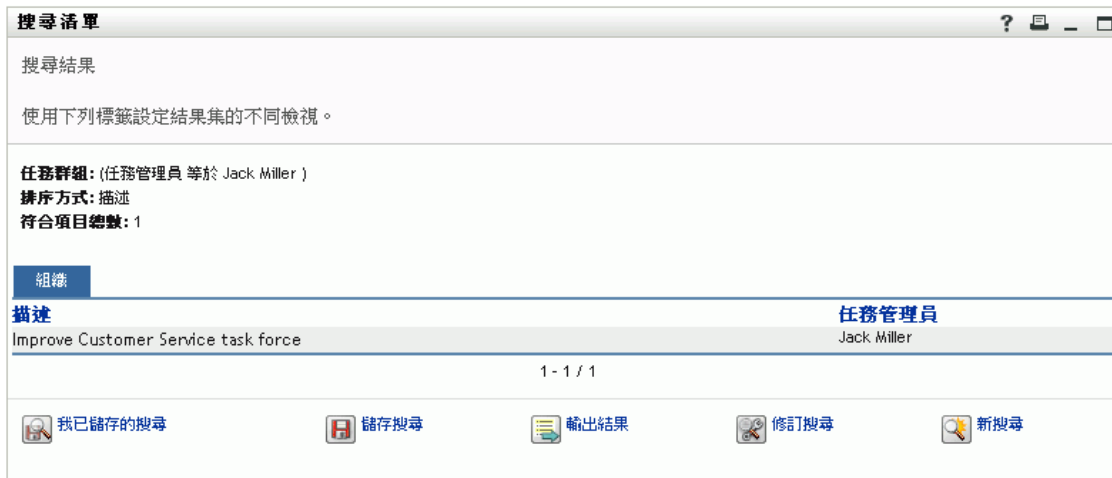 搜尋清單
搜尋結果
使用下列標籤設定結果集的不同檢視。
任務群組: (任務管理員 等於 Jack Miller )
排序方式: 描述
符合項目總數: 1
組織
描述 任務管理員
Improve Customer Service task force Jack Miller
1 - 1 / 1
我已儲存的搜尋 儲存搜尋 輸出結果 修訂搜尋 新搜尋